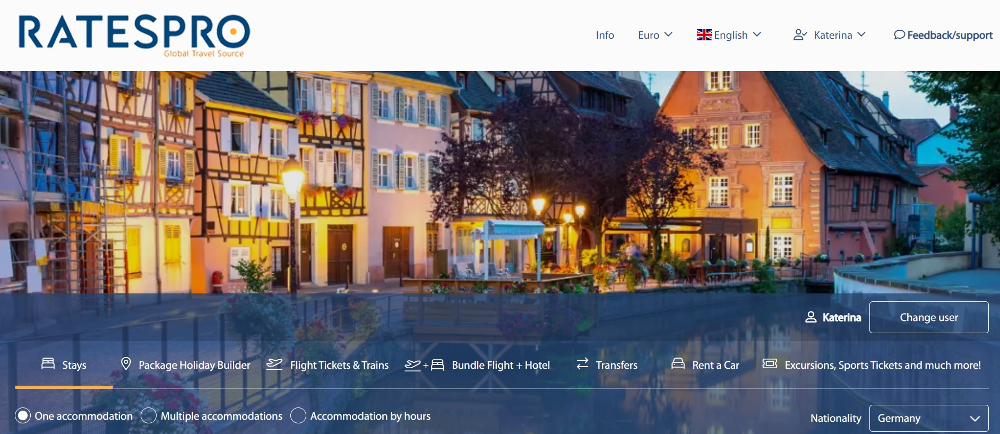 RATESPRO
Global Travel Source
Info Euro English Katerina Feedback/support
Katerina Change user
Stays Package Holiday Builder Flight Tickets & Trains + Bundle Flight + Hotel Transfers Rent a Car Excursions, Sports Tickets and much more!
One accommodation Multiple accommodations Accommodation by hours Nationality Germany